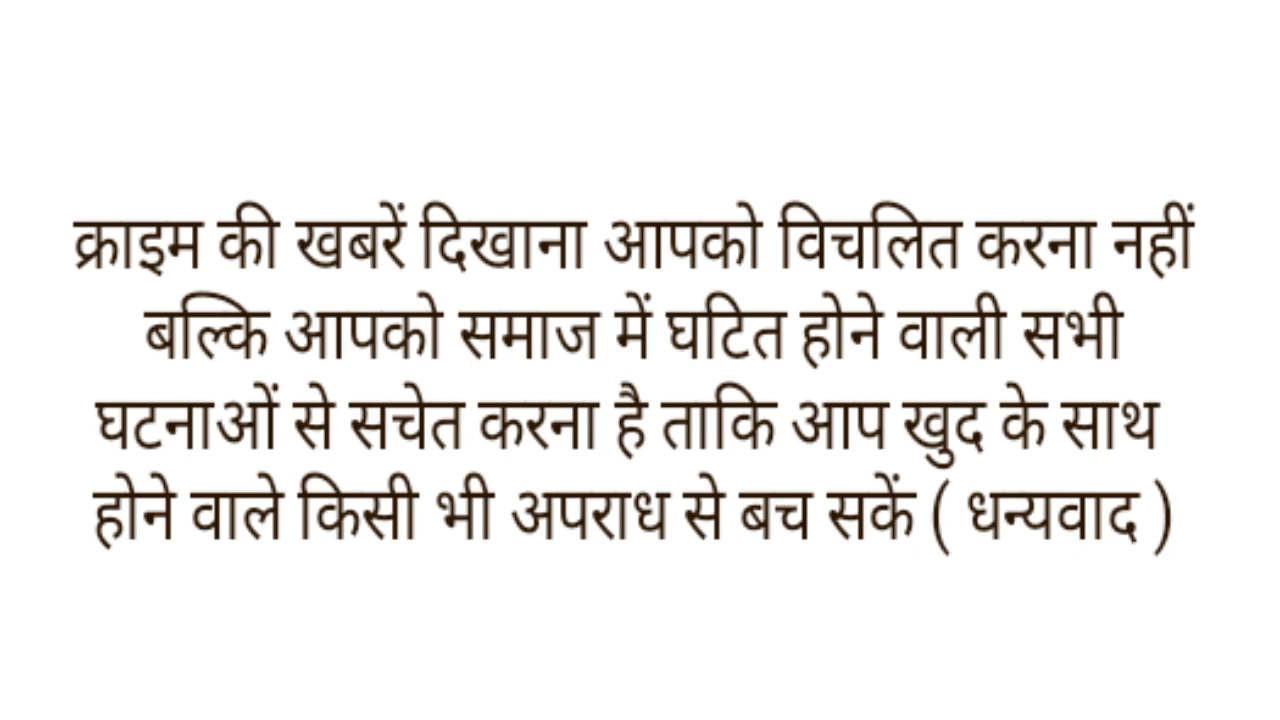 क्राइम की खबरें दिखाना आपको विचलित करना नहीं
बल्कि आपको समाज में घटित होने वाली सभी
घटनाओं से सचेत करना है ताकि आप खुद के साथ
होने वाले किसी भी अपराध से बच सकें ( धन्यवाद )